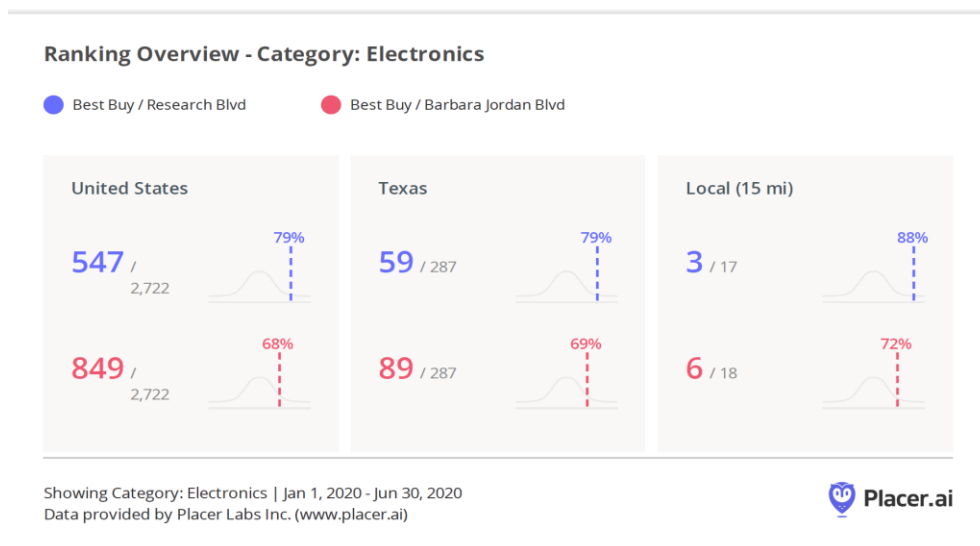 Ranking Overview - Category: Electronics
Best Buy / Research Blvd
Best Buy / Barbara Jordan Blvd
United States
79%
547 /
2,722
68%
849 /
2,722
Texas
79%
59 / 287
69%
89 / 287
Local (15 mi)
88%
3 / 17
72%
6 / 18
Showing Category: Electronics | Jan 1, 2020 - Jun 30, 2020
Data provided by Placer Labs Inc. (www.placer.ai)
Placer.ai